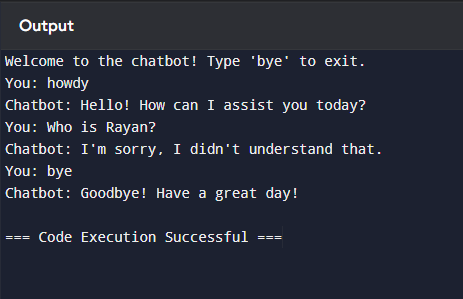 Output
Welcome to the chatbot! Type 'bye' to exit.
You: howdy
Chatbot: Hello! How can I assist you today?
You: Who is Rayan?
Chatbot: I'm sorry, I didn't understand that.
You: bye
Chatbot: Goodbye! Have a great day!
=== Code Execution Successful ===